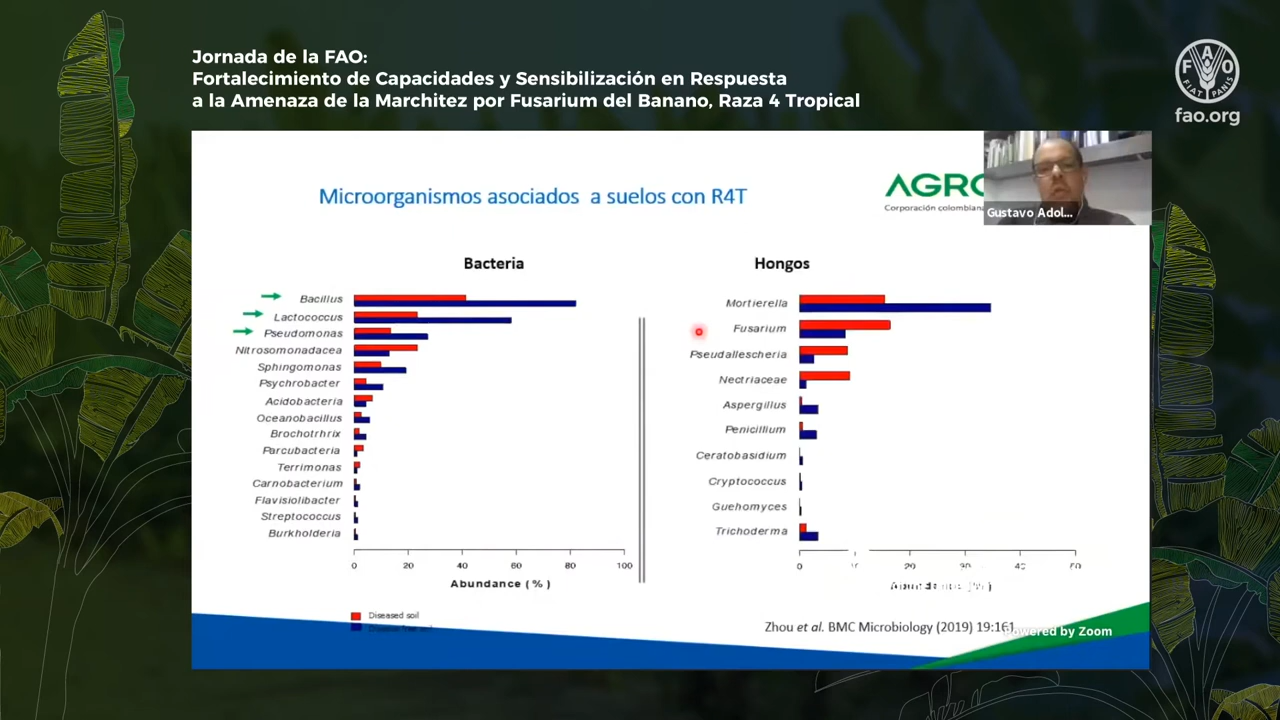 Jornada de la FAO:
Fortalecimiento de Capacidades y Sensibilización en Respuesta
a la Amenaza de la Marchitez por Fusarium del Banano, Raza 4 Tropical
FAO
FIAT PANIS
fao.org
Microorganismos asociados a suelos con R4T
Corporación colombian
Gustavo Adol...
Bacteria
Bacillus
Lactococcus
Pseudomonas
Nitrosomonadacea
Sphingomonas
Psychrobacter
Acidobacteria
Oceanobacillus
Brochotrhrix
Parcubacteria
Terrimonas
Carnobacterium
Flavisiolibacter
Streptococcus
Burkholderia
0 20 40 60 80 100
Abundance (%)
Diseased soil
Hongos
Mortierella
Fusarium
Pseudallescheria
Nectriaceae
Aspergillus
Penicillium
Ceratobasidium
Cryptococcus
Guehomyces
Trichoderma
0 20
Zhou et al. BMC Microbiology (2019) 19:161
Powered by Zoom